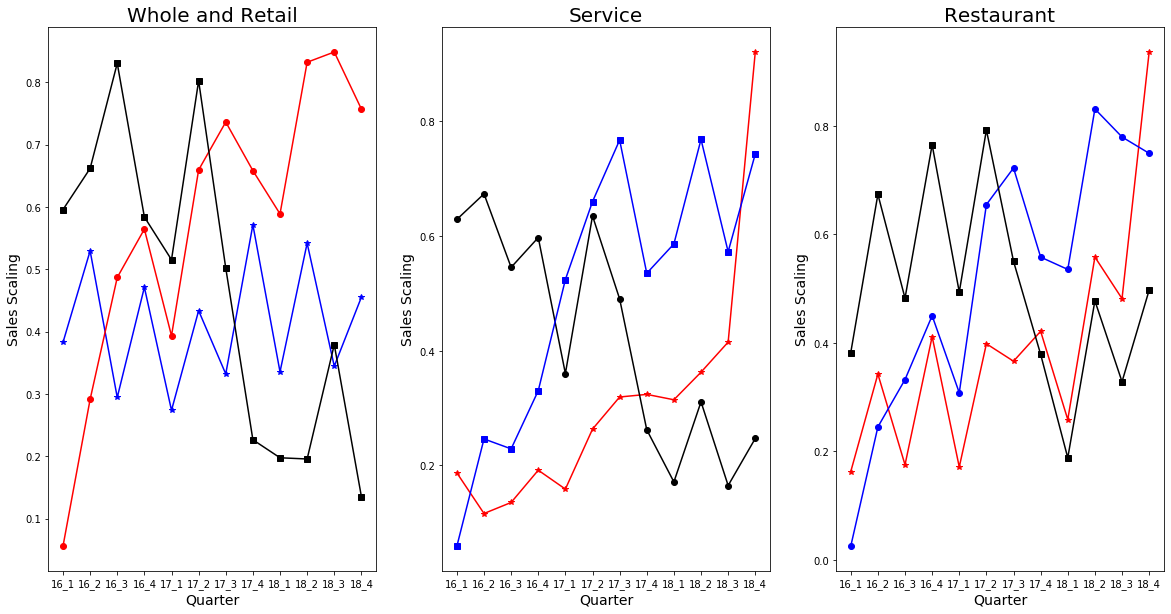 Whole and Retail
Sales Scaling
0.8
0.7
0.6
0.5
0.4
0.3
0.2
0.1
16_1 16_2 16_3 16_4 17_1 17_2 17_3 17_4 18_1 18_2 18_3 18_4
Quarter
Service
Sales Scaling
0.8
0.6
0.4
0.2
16_1 16_2 16_3 16_4 17_1 17_2 17_3 17_4 18_1 18_2 18_3 18_4
Quarter
Restaurant
Sales Scaling
0.8
0.6
0.4
0.2
0.0
16_1 16_2 16_3 16_4 17_1 17_2 17_3 17_4 18_1 18_2 18_3 18_4
Quarter